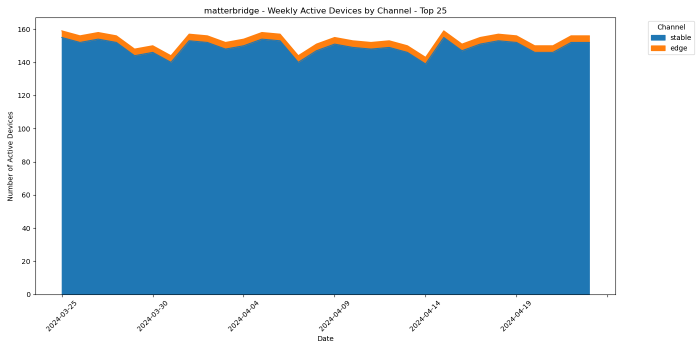 matterbridge - Weekly Active Devices by Channel - Top 25
Channel
stable
edge
Number of Active Devices
160
140
120
100
80
60
40
20
0
2024-03-25
2024-03-30
2024-04-04
2024-04-09
2024-04-14
2024-04-19
Date